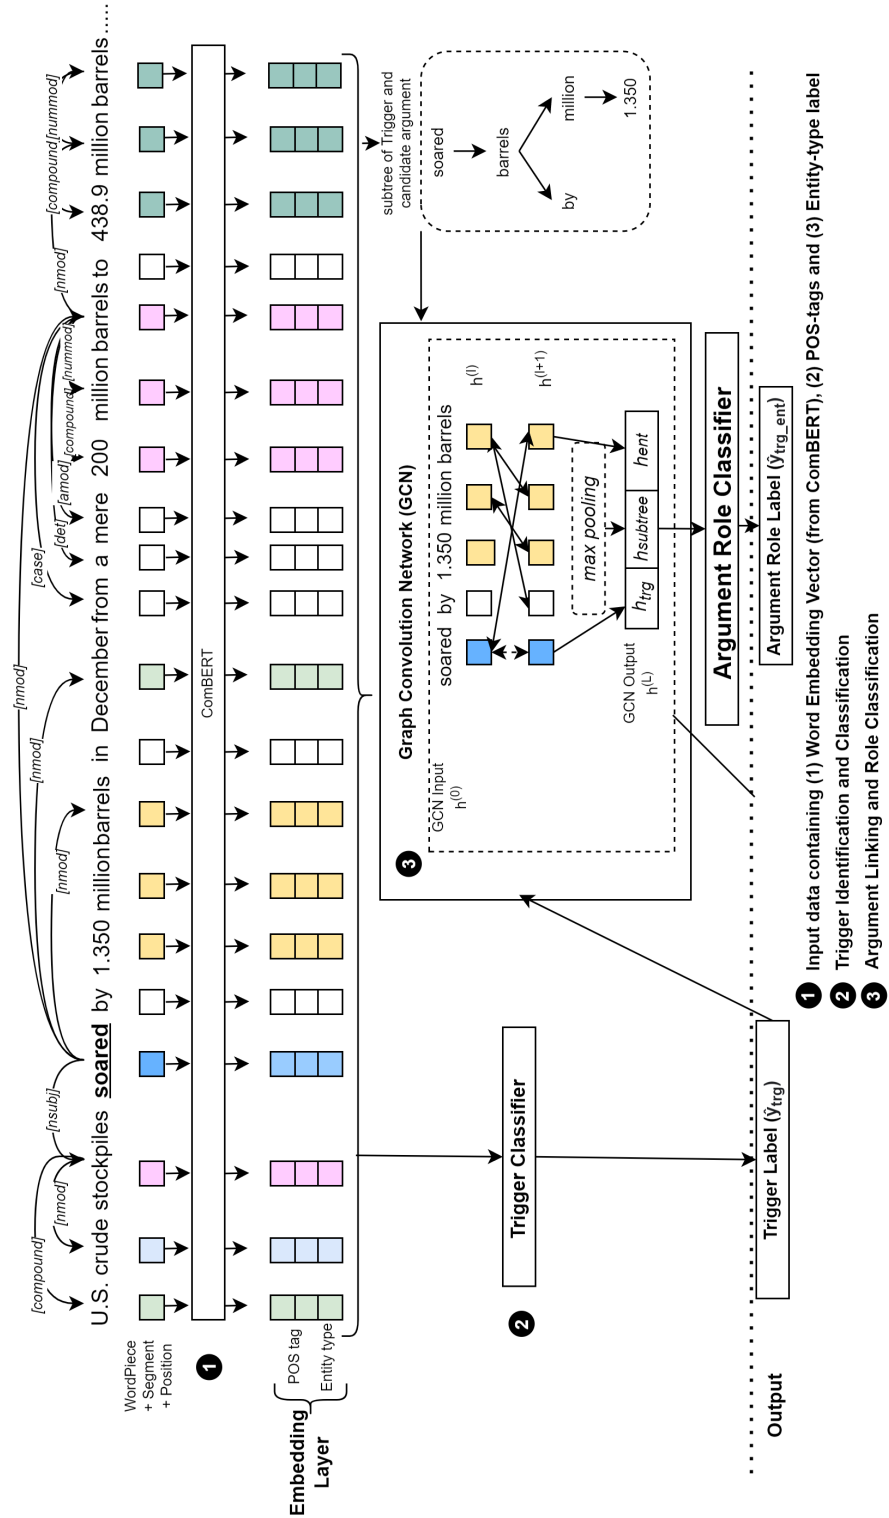 [nmod]
[case]
[nmod]
[nmod]
[compound]
[nmod]
[nsubj]
[det]
[amod]
[compound]
[nummod]
[nmod]
[compound]
[nummod]
U.S. crude stockpiles soared by 1.350 million barrels in December from a mere 200 million barrels to 438.9 million barrels ......
WordPiece
+ Segment
+ Position
1
ComBERT
Embedding
Layer
POS tag
Entity type
subtree of Trigger and
candidate argument
soared
barrels
by
million
1.350
3
Graph Convolution Network (GCN)
GCN Input
h(0)
soared by 1.350 million barrels
h(l)
h(l+1)
max pooling
GCN Output
h(L)
htrg
hsubtree
hent
2
Trigger Classifier
Argument Role Classifier
Output
Trigger Label (ŷtrg)
Argument Role Label (ŷtrg_ent)
1 Input data containing (1) Word Embedding Vector (from ComBERT), (2) POS-tags and (3) Entity-type label
2 Trigger Identification and Classification
3 Argument Linking and Role Classification